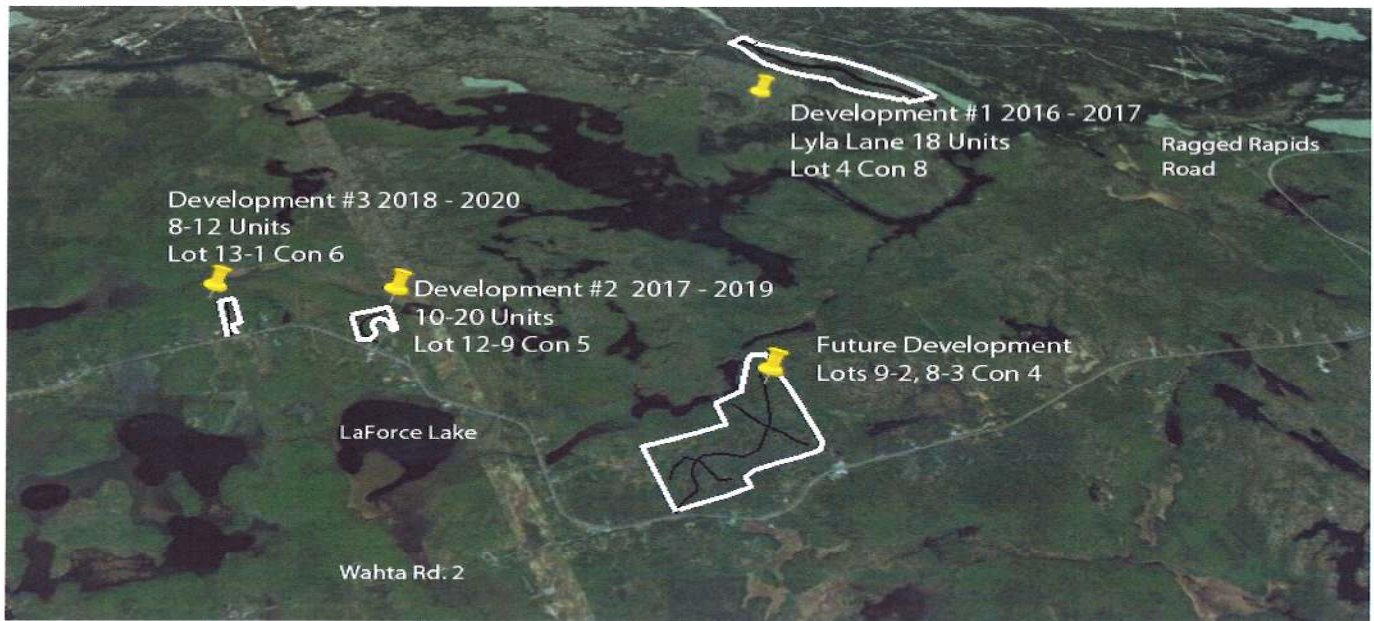 Development #1 2016 - 2017
Lyla Lane 18 Units
Lot 4 Con 8
Ragged Rapids
Road
Development #3 2018 - 2020
8-12 Units
Lot 13-1 Con 6
Development #2 2017 - 2019
10-20 Units
Lot 12-9 Con 5
Future Development
Lots 9-2, 8-3 Con 4
LaForce Lake
Wahta Rd. 2